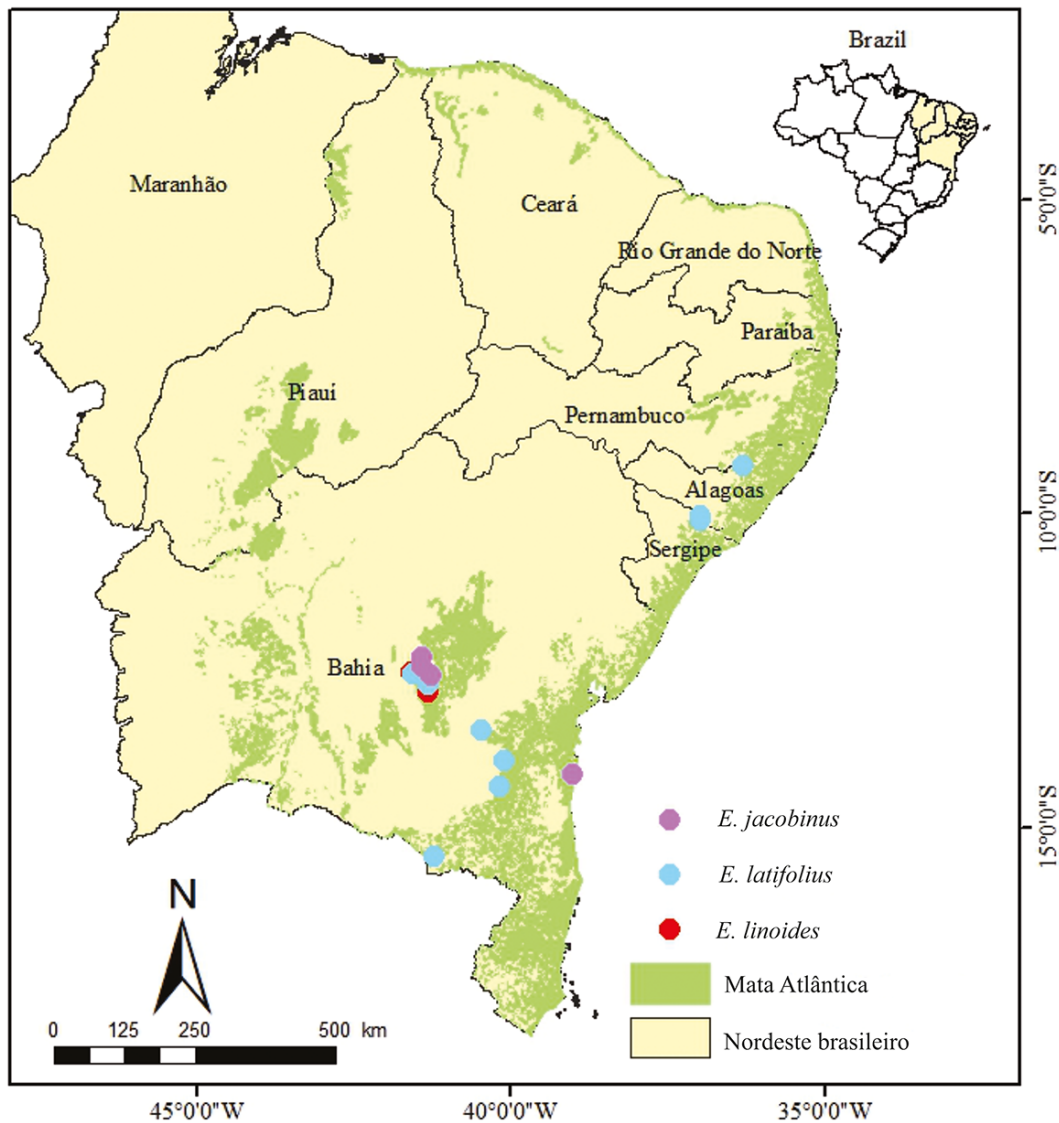 Brazil
Maranhão
Ceará
5°0'0"S
Rio Grande do Norte
Paraíba
Piauí
Pernambuco
Alagoas
10°0'0"S
Sergipe
Bahia
E. jacobinus
15°0'0"S
E. latifolius
N
E. linoides
Mata Atlântica
0 125 250 500 km
Nordeste brasileiro
45°0'0"W 40°0'0"W 35°0'0"W